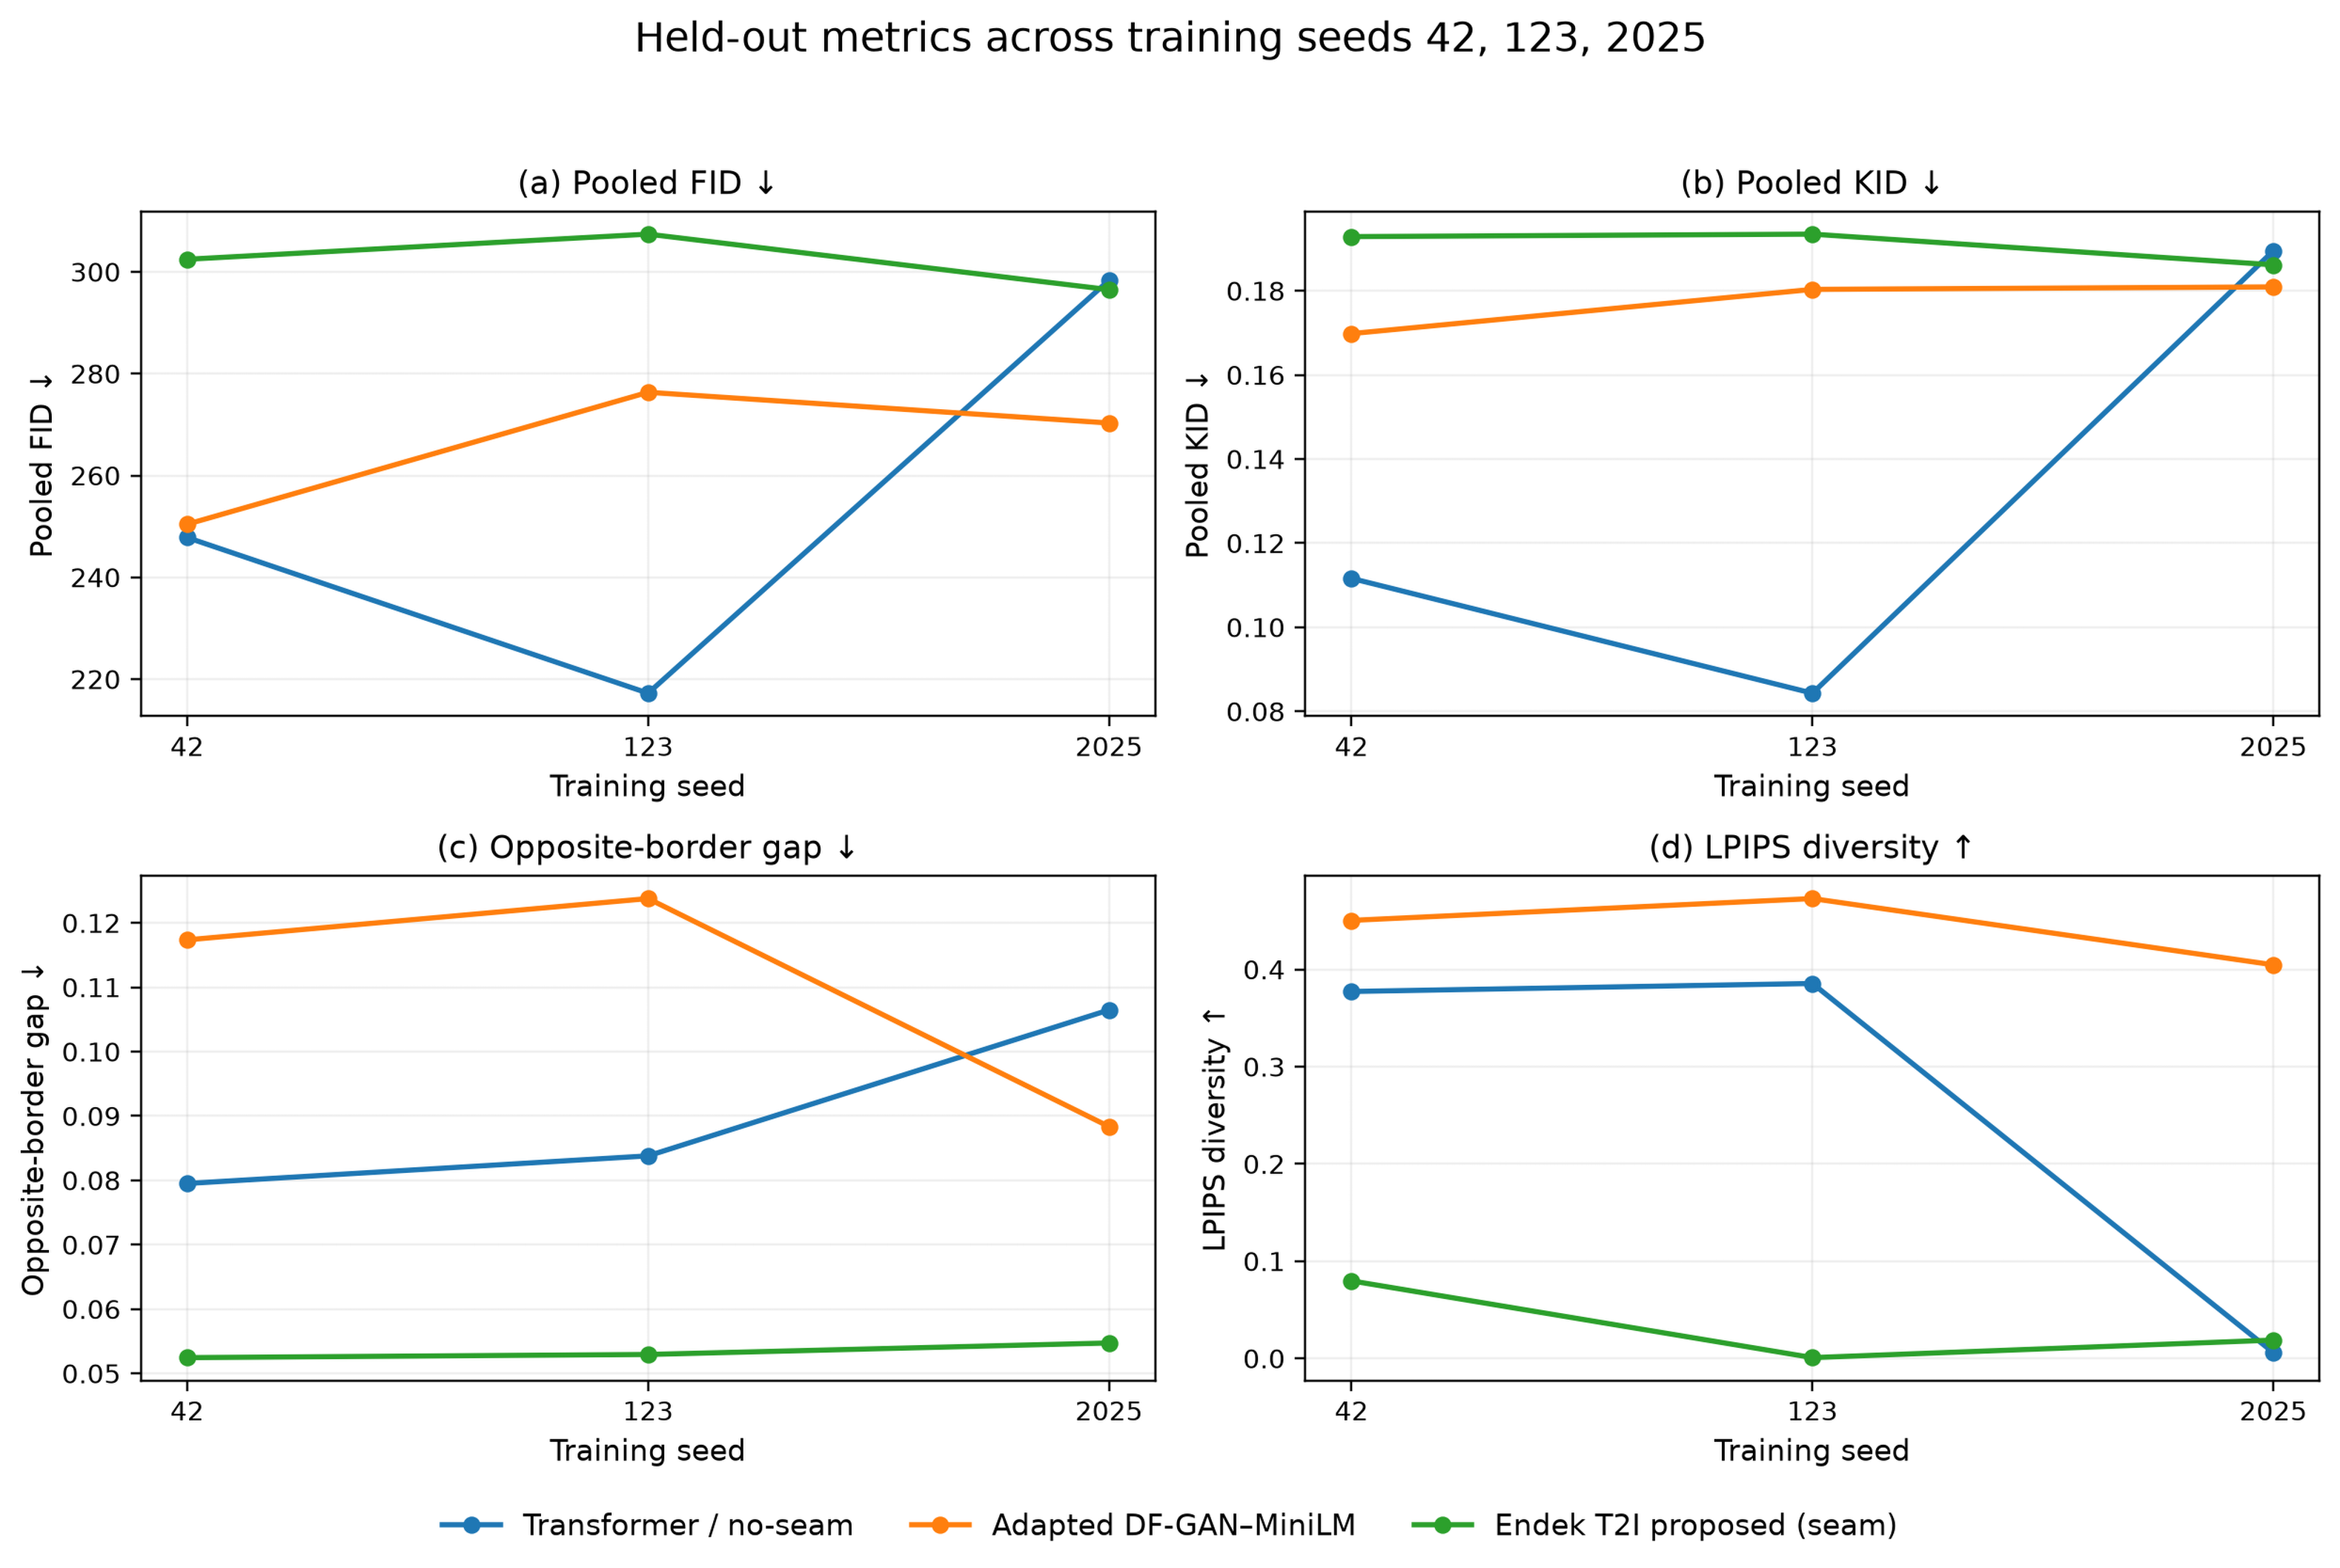 Held-out metrics across training seeds 42, 123, 2025
(a) Pooled FID ↓
Pooled FID ↓
300
280
260
240
220
42 123 2025
Training seed
(b) Pooled KID ↓
Pooled KID ↓
0.18
0.16
0.14
0.12
0.10
0.08
42 123 2025
Training seed
(c) Opposite-border gap ↓
Opposite-border gap ↓
0.12
0.11
0.10
0.09
0.08
0.07
0.06
0.05
42 123 2025
Training seed
(d) LPIPS diversity ↑
LPIPS diversity ↑
0.4
0.3
0.2
0.1
0.0
42 123 2025
Training seed
Transformer / no-seam
Adapted DF-GAN–MiniLM
Endek T2I proposed (seam)